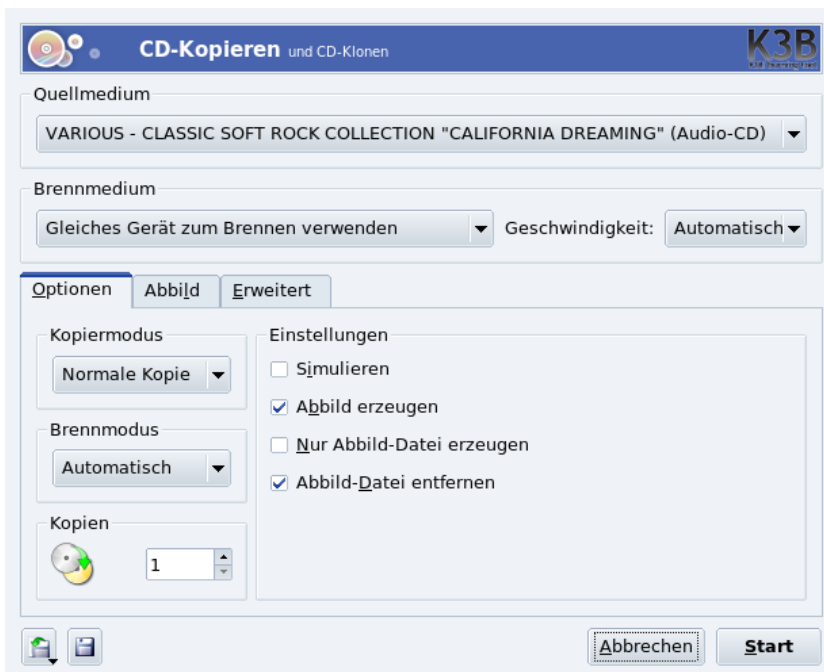 CD-Kopieren und CD-Klonen
K3B
Quellmedium
VARIOUS - CLASSIC SOFT ROCK COLLECTION "CALIFORNIA DREAMING" (Audio-CD)
Brennmedium
Gleiches Gerät zum Brennen verwenden Geschwindigkeit: Automatisch
Optionen Abbild Erweitert
Kopiermodus
Normale Kopie
Brennmodus
Automatisch
Kopien
1
Einstellungen
Simulieren
Abbild erzeugen
Nur Abbild-Datei erzeugen
Abbild-Datei entfernen
Abbrechen Start